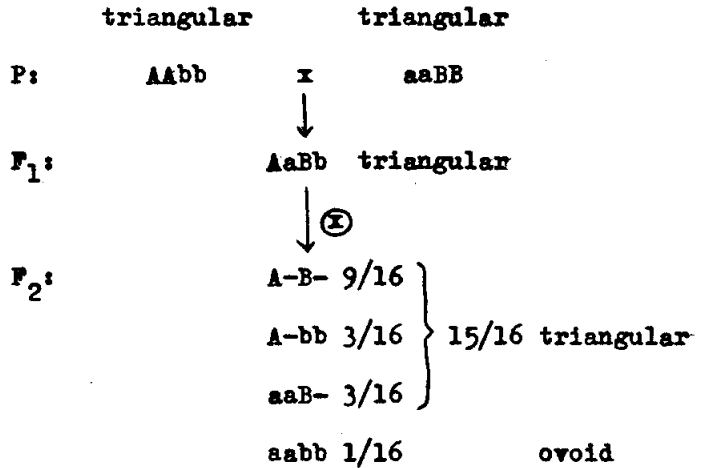 triangular triangular
P: AAbb x aaBB
F1: AaBb triangular
x
F2: A-B- 9/16
A-bb 3/16 15/16 triangular
aaB- 3/16
aabb 1/16 ovoid